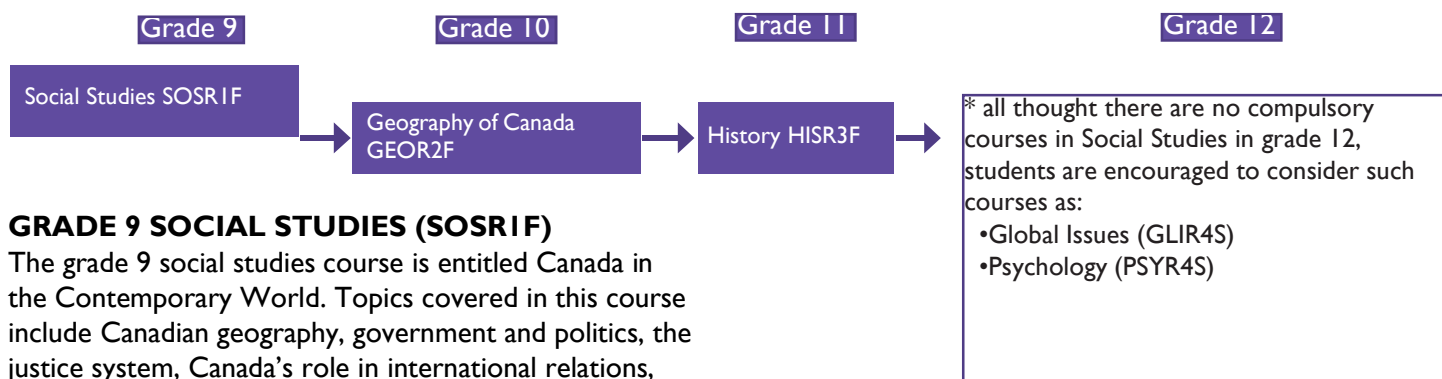 Grade 9
Grade 10
Grade 11
Grade 12
Social Studies SOSR1F
Geography of Canada
GEOR2F
History HISR3F
* all thought there are no compulsory
courses in Social Studies in grade 12,
students are encouraged to consider such
courses as:
•Global Issues (GLIR4S)
•Psychology (PSYR4S)
GRADE 9 SOCIAL STUDIES (SOSR1F)
The grade 9 social studies course is entitled Canada in
the Contemporary World. Topics covered in this course
include Canadian geography, government and politics, the
justice system, Canada’s role in international relations,